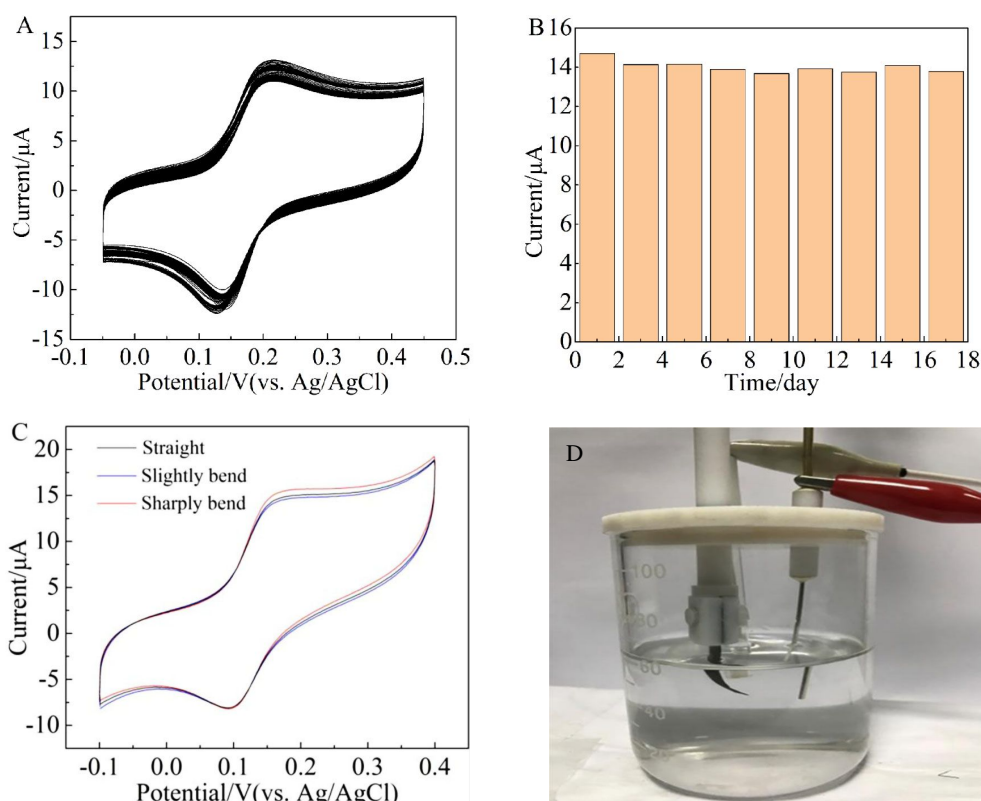 A
15
10
5
0
-5
-10
-15
Current/μA
-0.1 0.0 0.1 0.2 0.3 0.4 0.5
Potential/V(vs. Ag/AgCl)
B
16
14
12
10
8
6
4
2
0
Current/μA
0 2 4 6 8 10 12 14 16 18
Time/day
C
Straight
Slightly bend
Sharply bend
20
15
10
5
0
-5
-10
Current/μA
-0.1 0.0 0.1 0.2 0.3 0.4
Potential/V(vs. Ag/AgCl)
D
100
80
60
40